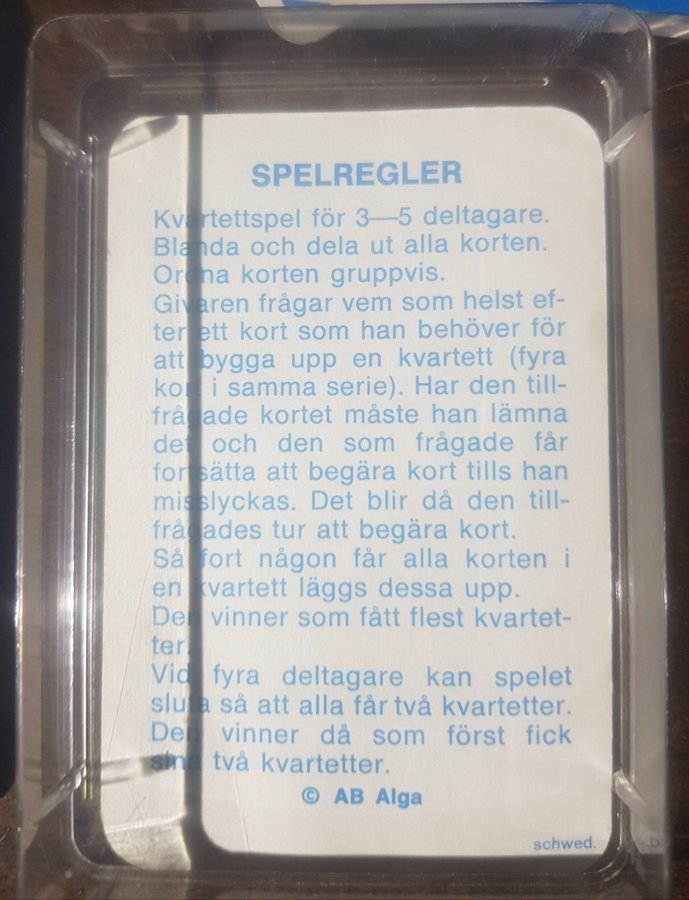 SPELREGLER
Kvartettspel för 3—5 deltagare.
Blanda och dela ut alla korten.
Ordna korten gruppvis.
Givaren frågar vem som helst ef-
ter ett kort som han behöver för
att bygga upp en kvartett (fyra
kort i samma serie). Har den till-
frågade kortet måste han lämna
det och den som frågade får
fortsätta att begära kort tills han
misslyckas. Det blir då den till-
frågades tur att begära kort.
Så fort någon får alla korten i
en kvartett läggs dessa upp.
Den vinner som fått flest kvartet-
ter.
Vid fyra deltagare kan spelet
sluta så att alla får två kvartetter.
Den vinner då som först fick
sina två kvartetter.
© AB Alga
schwed.